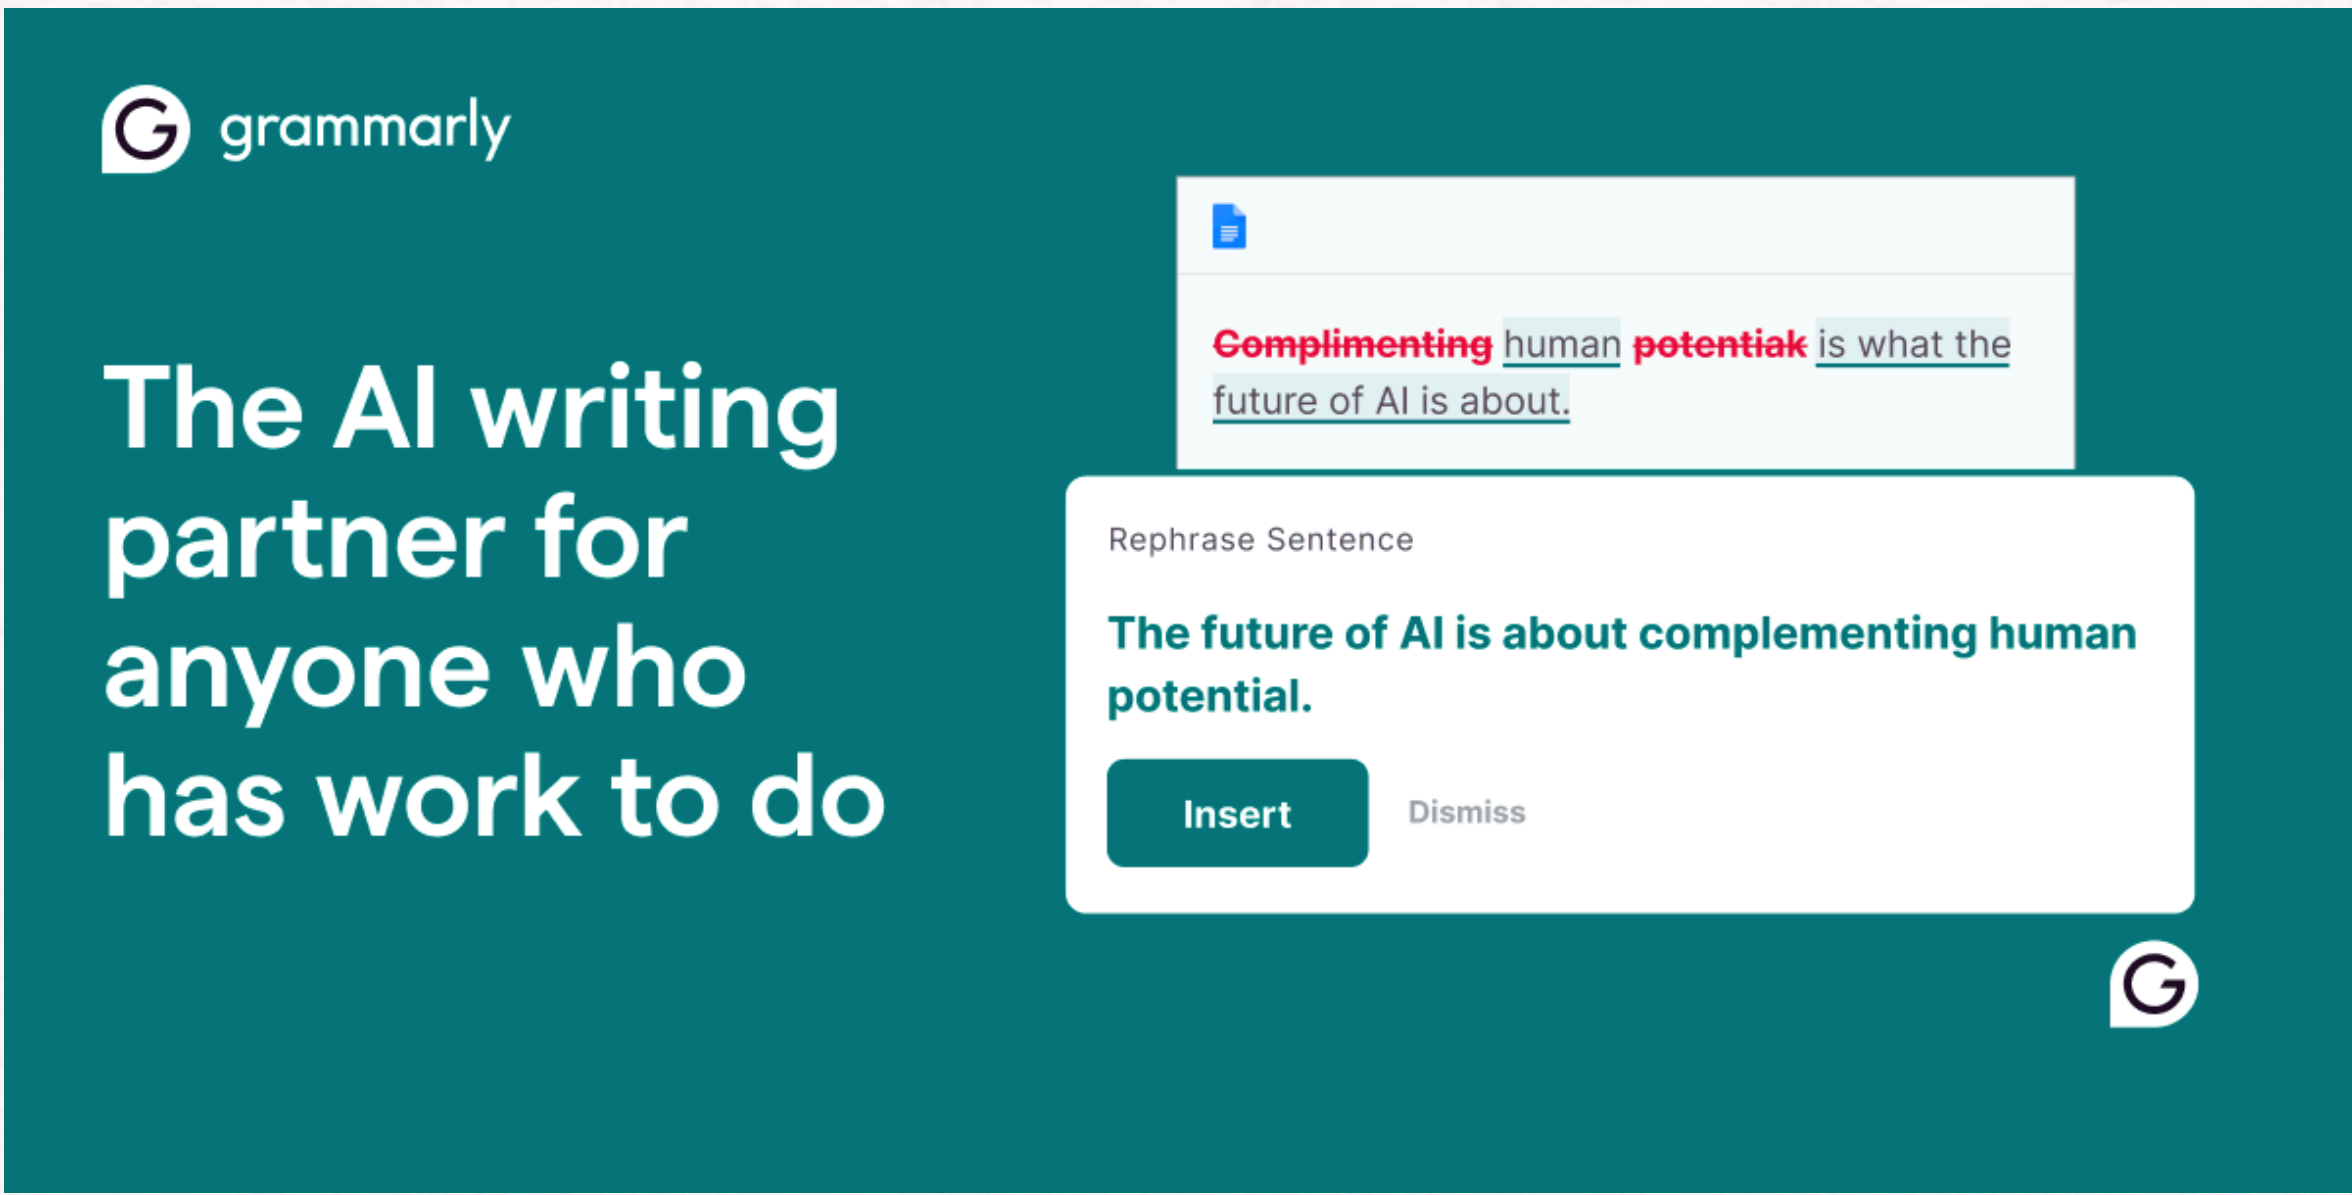 grammarly
The AI writing
partner for
anyone who
has work to do
Complimenting human potentiak is what the
future of AI is about.
Rephrase Sentence
The future of AI is about complementing human
potential.
Insert
Dismiss